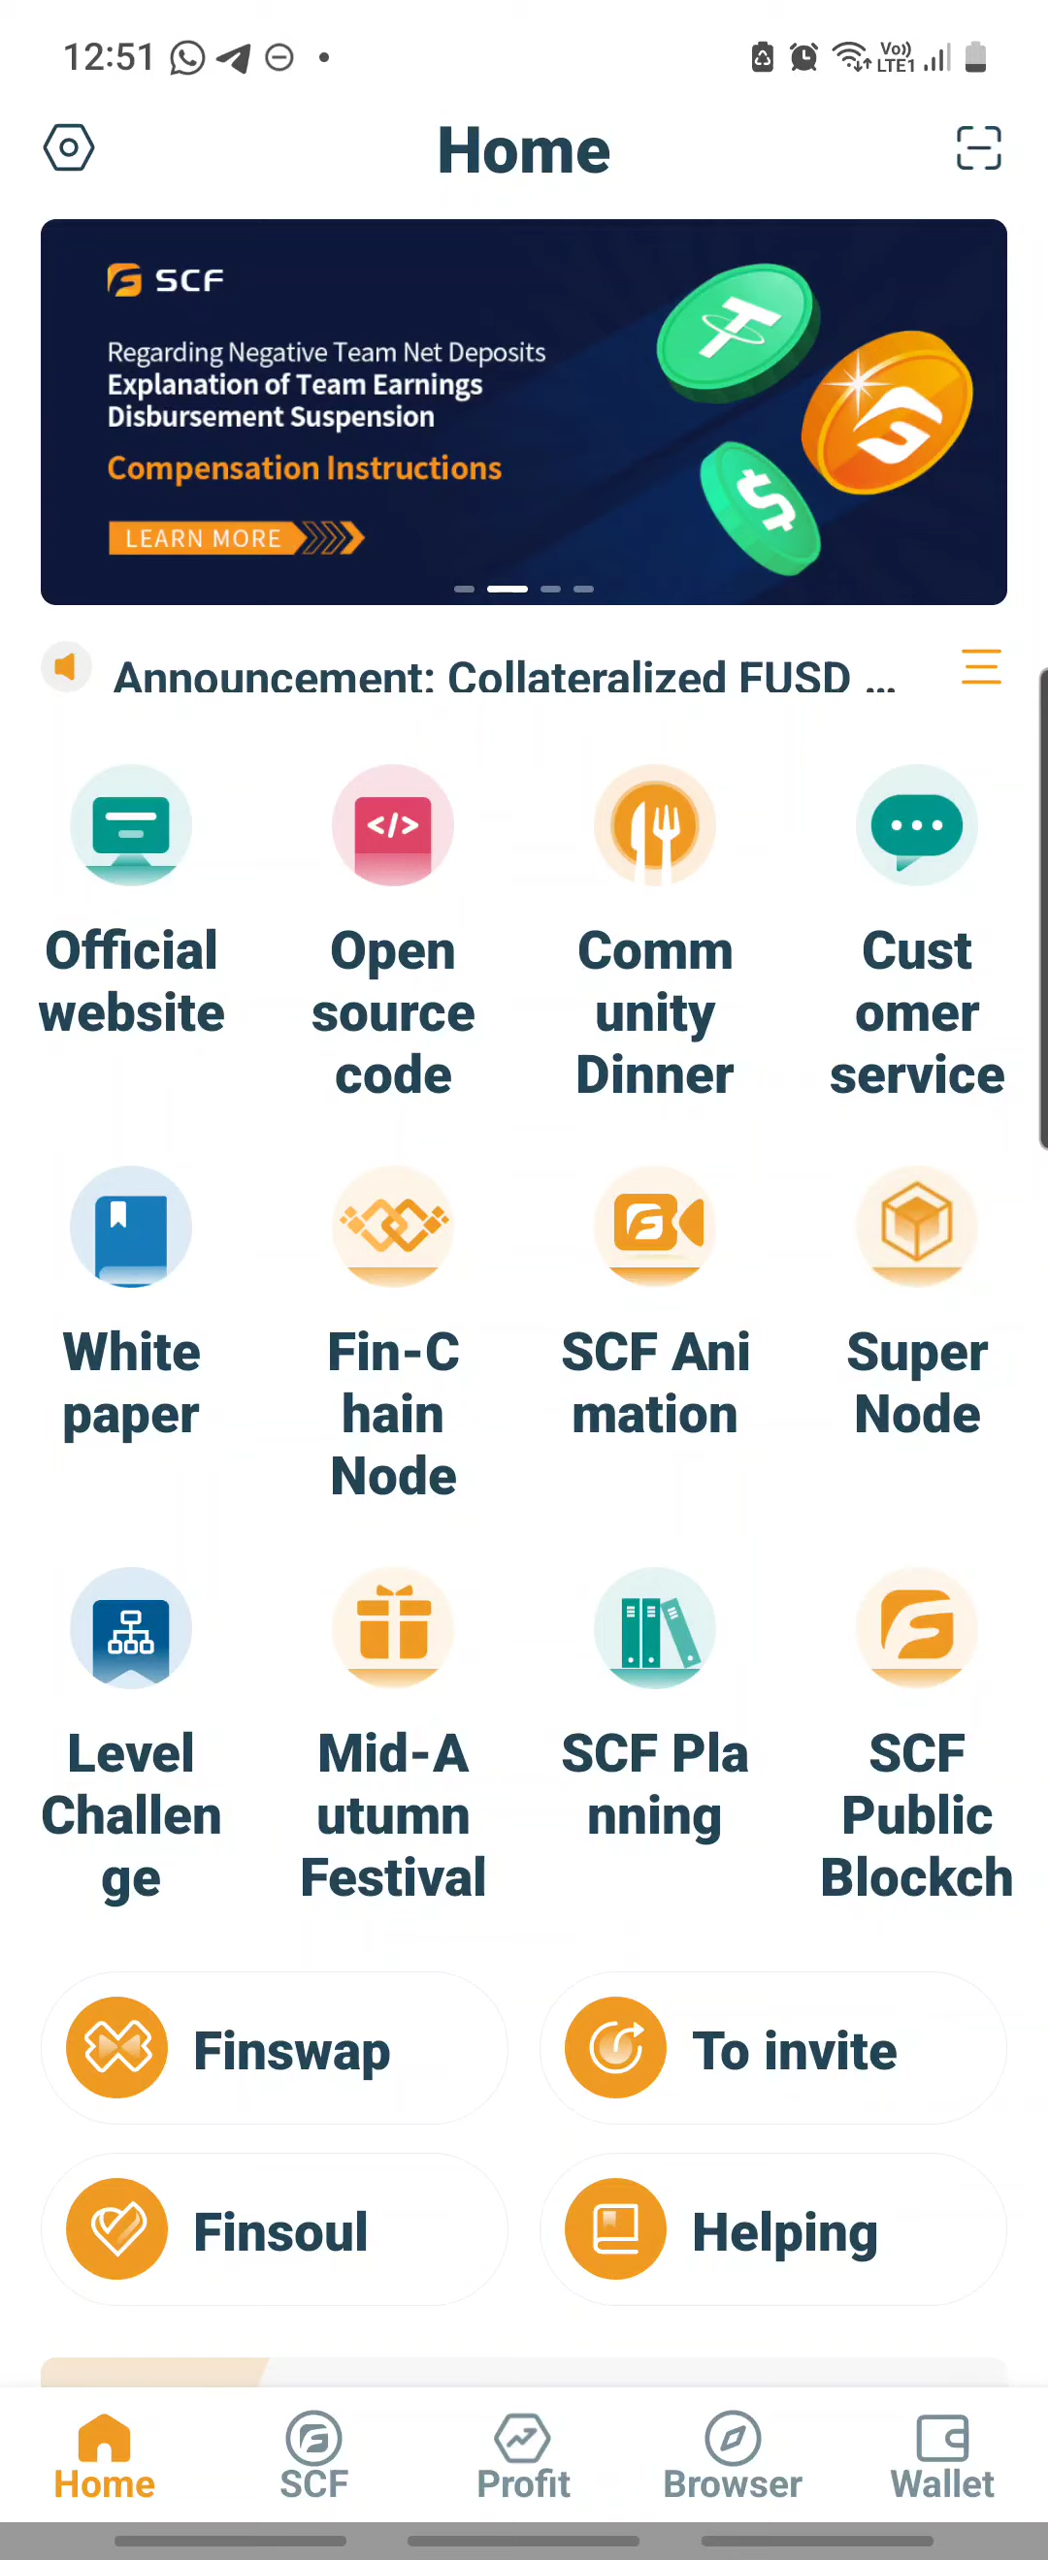 12:51
Vo))
LTE1
Home
SCF
Regarding Negative Team Net Deposits
Explanation of Team Earnings
Disbursement Suspension
Compensation Instructions
LEARN MORE
Announcement: Collateralized FUSD ...
Official
website
Open
source
code
Comm
unity
Dinner
Cust
omer
service
White
paper
Fin-C
hain
Node
SCF Ani
mation
Super
Node
Level
Challen
ge
Mid-A
utumn
Festival
SCF Pla
nning
SCF
Public
Blockch
Finswap
To invite
Finsoul
Helping
Home
SCF
Profit
Browser
Wallet